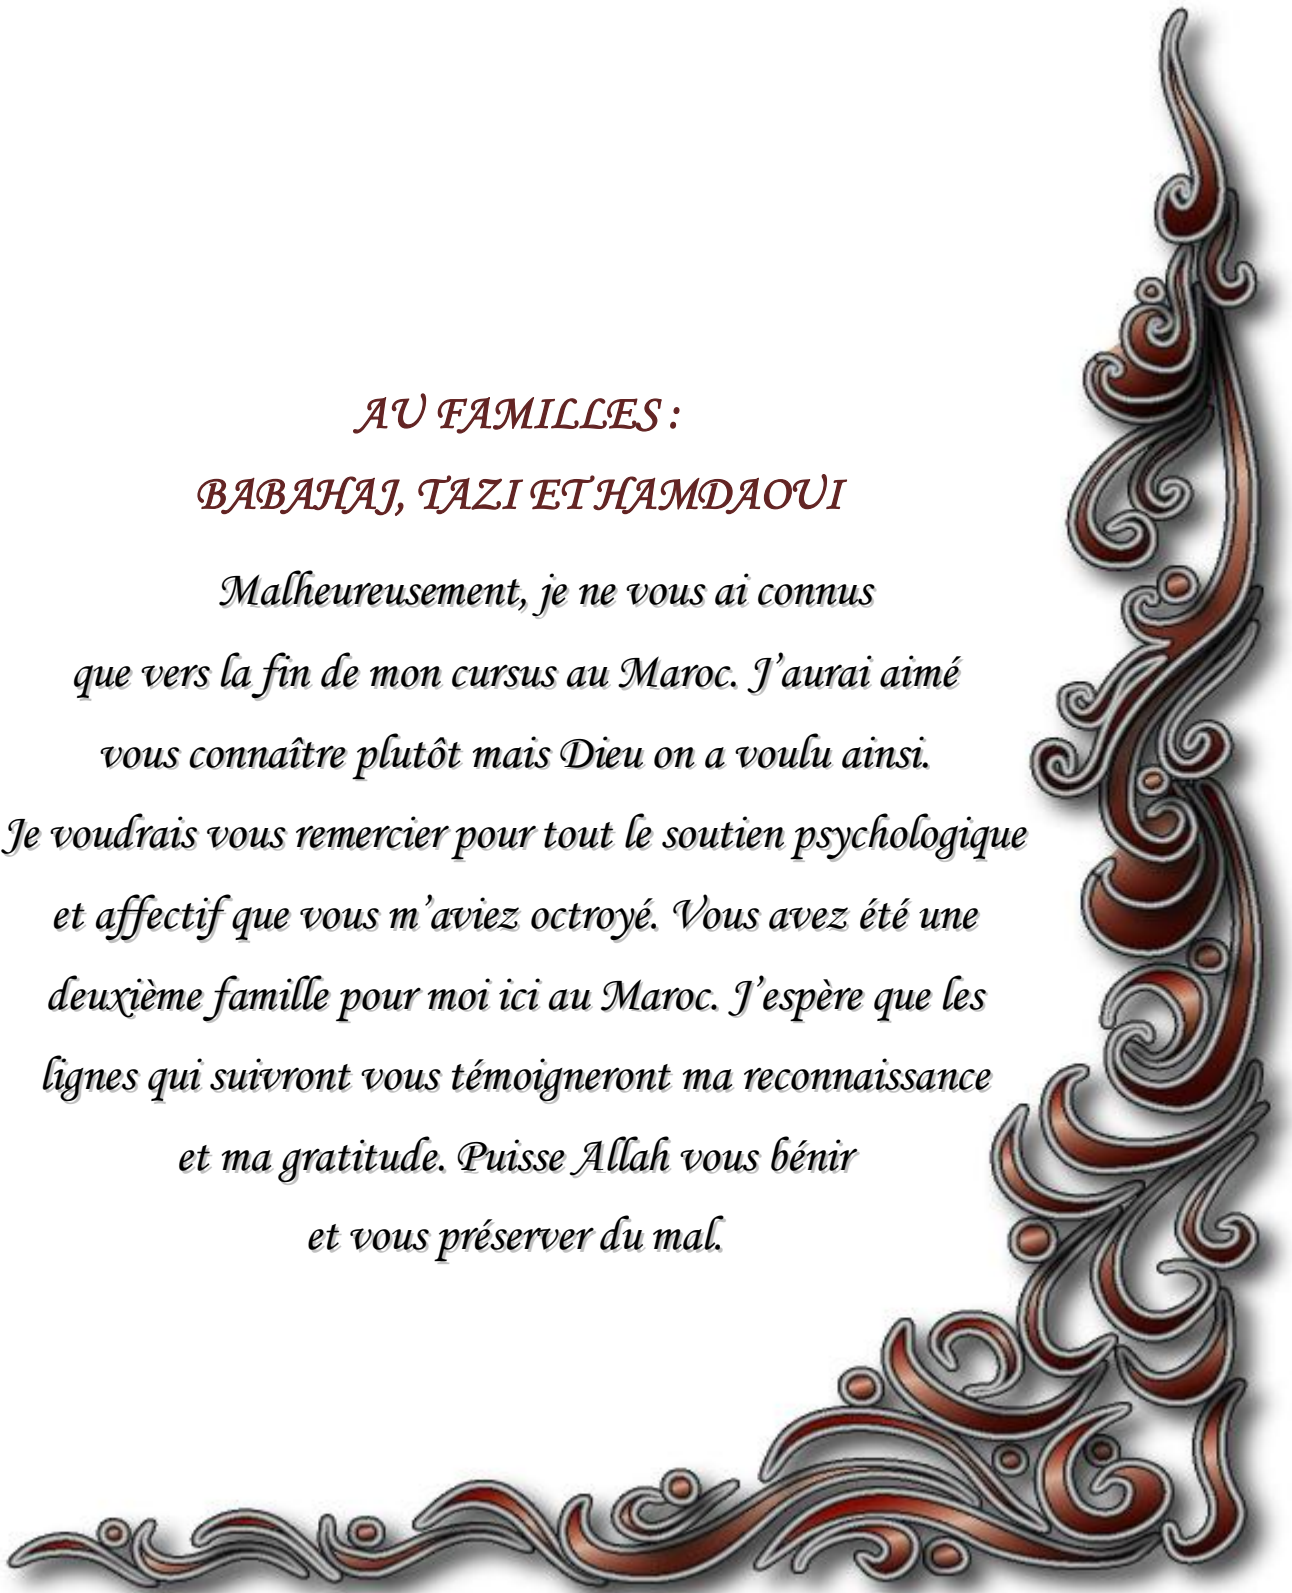 AU FAMILLES :
BABAHAJ, TAZI ET HAMDAOUI
Malheureusement, je ne vous ai connus
que vers la fin de mon cursus au Maroc. J’aurai aimé
vous connaître plutôt mais Dieu on a voulu ainsi.
Je voudrais vous remercier pour tout le soutien psychologique
et affectif que vous m’aviez octroyé. Vous avez été une
deuxième famille pour moi ici au Maroc. J’espère que les
lignes qui suivront vous témoigneront ma reconnaissance
et ma gratitude. Puisse Allah vous bénir
et vous préserver du mal.